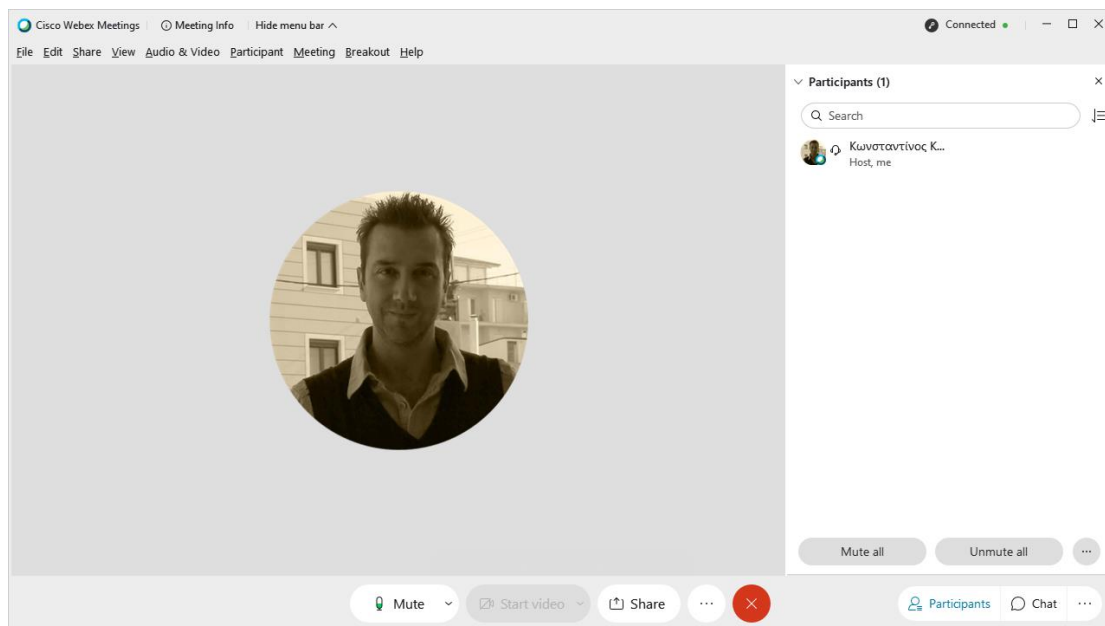 Cisco Webex Meetings Meeting Info Hide menu bar Connected
File Edit Share View Audio & Video Participant Meeting Breakout Help
Participants (1)
Search
Κωνσταντίνος Κ...
Host, me
Mute all Unmute all ...
Mute Start video Share ... Participants Chat ...